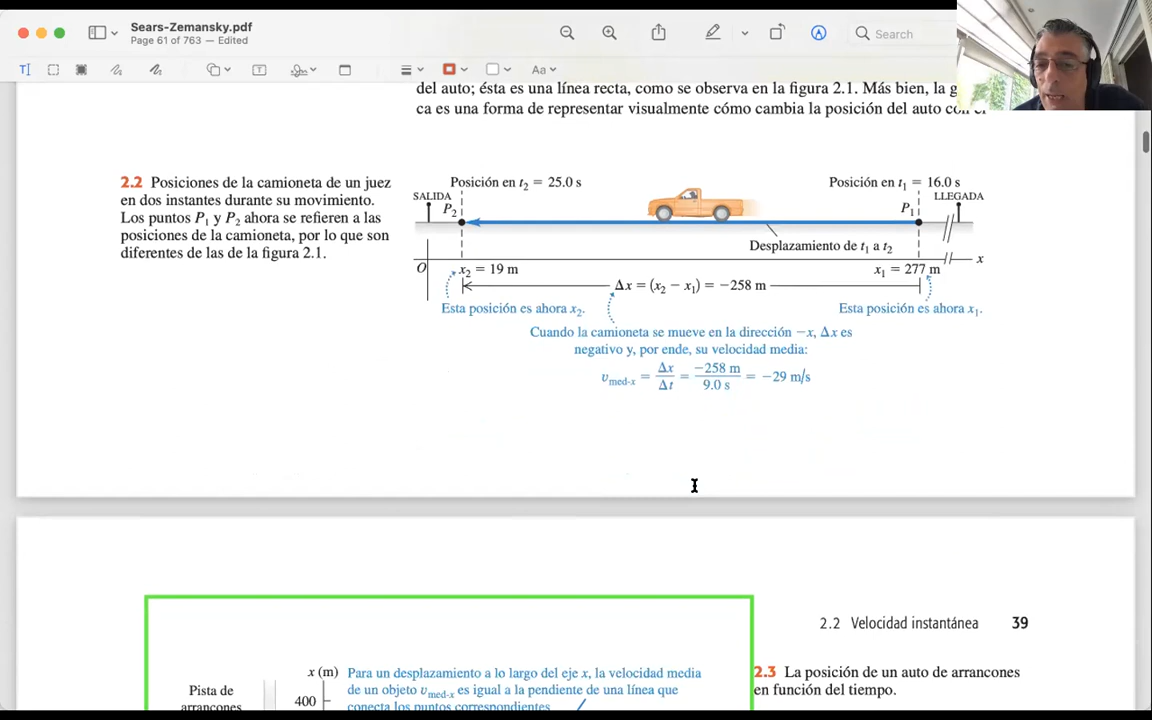 Sears-Zemansky.pdf
Page 61 of 763 — Edited
Search
Aa
del auto; ésta es una línea recta, como se observa en la figura 2.1. Más bien, la
ca es una forma de representar visualmente cómo cambia la posición del auto
2.2 Posiciones de la camioneta de un juez
en dos instantes durante su movimiento.
Los puntos P₁ y P₂ ahora se refieren a las
posiciones de la camioneta, por lo que son
diferentes de las de la figura 2.1.
Posición en t₂ = 25.0 s
Posición en t₁ = 16.0 s
SALIDA
LLEGADA
P₂
P₁
Desplazamiento de t₁ a t₂
x
O
x₂ = 19 m
x₁ = 277 m
Δx = (x₂ − x₁) = −258 m
Esta posición es ahora x₂.
Esta posición es ahora x₁.
Cuando la camioneta se mueve en la dirección −x, Δx es
negativo y, por ende, su velocidad media:
υmed-x = Δx/Δt = −258 m/9.0 s = −29 m/s
2.2 Velocidad instantánea 39
x (m)
Para un desplazamiento a lo largo del eje x, la velocidad media
de un objeto υmed-x es igual a la pendiente de una línea que
conecta los puntos correspondientes
Pista de
arrancones
400
2.3 La posición de un auto de arrancones
en función del tiempo.